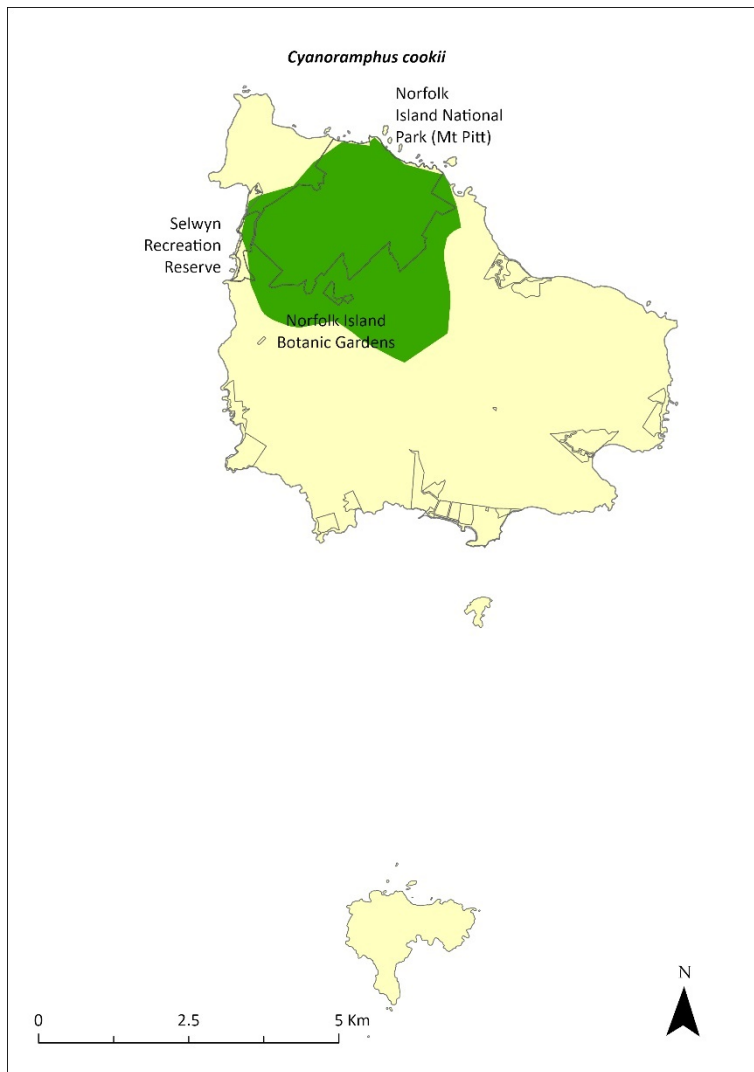 Cyanoramphus cookii
Norfolk
Island National
Park (Mt Pitt)
Selwyn
Recreation
Reserve
Norfolk Island
Botanic Gardens
N
0 2.5 5 Km